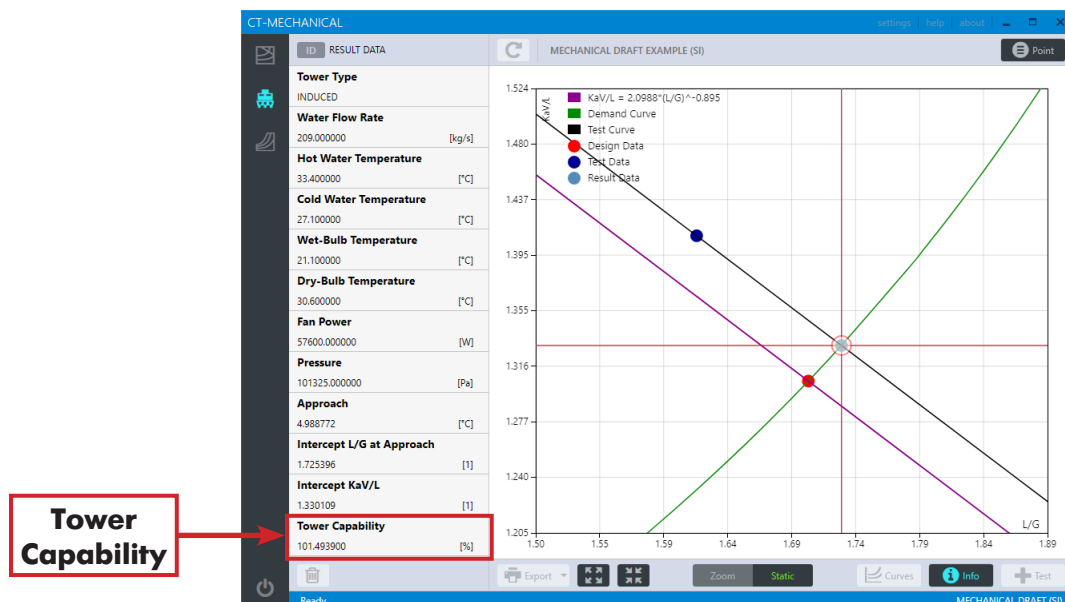 CT-MECHANICAL
settings help about
ID RESULT DATA
MECHANICAL DRAFT EXAMPLE (SI)
Point
Tower Type
INDUCED
Water Flow Rate
209.000000 [kg/s]
Hot Water Temperature
33.400000 [°C]
Cold Water Temperature
27.100000 [°C]
Wet-Bulb Temperature
21.100000 [°C]
Dry-Bulb Temperature
30.600000 [°C]
Fan Power
57600.000000 [W]
Pressure
101325.000000 [Pa]
Approach
4.988772 [°C]
Intercept L/G at Approach
1.725396 [1]
Intercept KaV/L
1.330109 [1]
Tower Capability
101.493900 [%]
Tower
Capability
KaV/L
KaV/L = 2.0988*(L/G)^-0.895
Demand Curve
Test Curve
Design Data
Test Data
Result Data
1.524
1.480
1.437
1.395
1.355
1.316
1.277
1.240
1.205
L/G
1.50 1.55 1.59 1.64 1.69 1.74 1.79 1.84 1.89
Export Zoom Static Curves Info Test
Ready MECHANICAL DRAFT (SI)